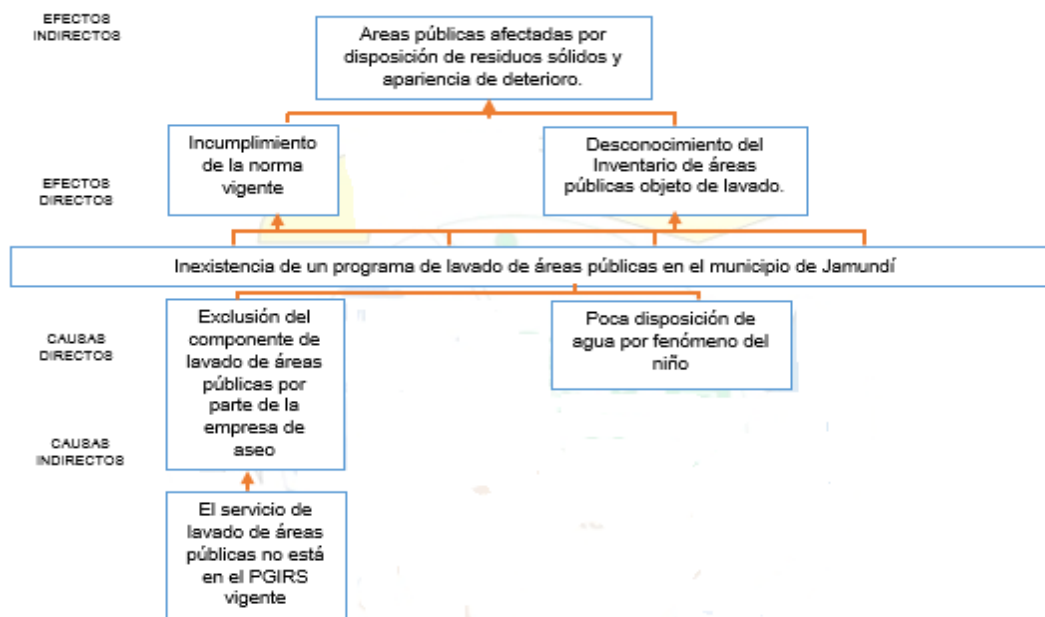 EFECTOS
INDIRECTOS
Areas públicas afectadas por
disposición de residuos sólidos y
apariencia de deterioro.
EFECTOS
DIRECTOS
Incumplimiento
de la norma
vigente
Desconocimiento del
Inventario de áreas
públicas objeto de lavado.
Inexistencia de un programa de lavado de áreas públicas en el municipio de Jamundí
CAUSAS
DIRECTOS
Exclusión del
componente de
lavado de áreas
públicas por
parte de la
empresa de
aseo
Poca disposición de
agua por fenómeno del
niño
CAUSAS
INDIRECTOS
El servicio de
lavado de áreas
públicas no está
en el PGIRS
vigente